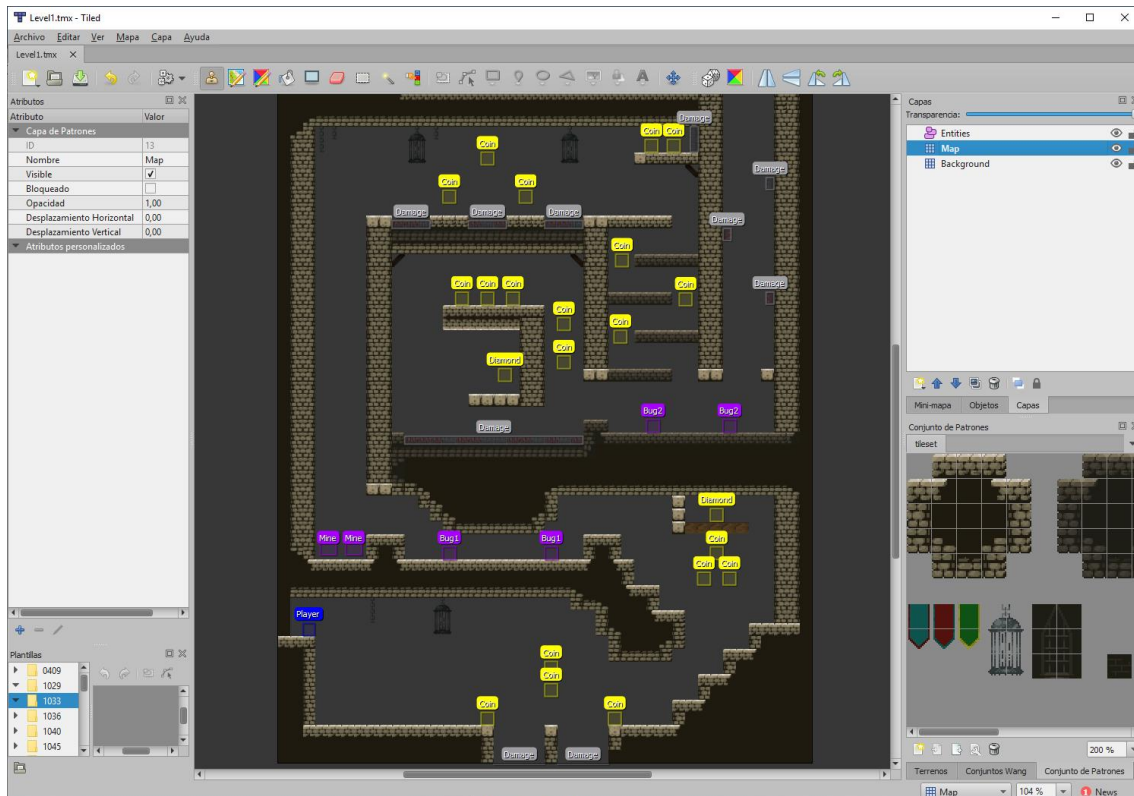 Level1.tmx - Tiled
Archivo Editar Ver Mapa Capa Ayuda
Level1.tmx
Atributos
Atributo Valor
Capa de Patrones
ID 13
Nombre Map
Visible
Bloqueado
Opacidad 1,00
Desplazamiento Horizontal 0,00
Desplazamiento Vertical 0,00
Atributos personalizados
Plantillas
0409
1029
1033
1036
1040
1045
Damage
Coin Coin
Coin
Damage
Coin Coin
Damage Damage Damage
Damage
Coin
Coin Coin Coin
Coin
Damage
Coin
Coin
Coin
Diamond
Bug2 Bug2
Damage
Diamond
Mine Mine Bug1 Bug1 Coin
Coin Coin
Player
Coin
Coin
Coin Coin
Damage Damage
Capas
Transparencia:
Entities
Map
Background
Mini-mapa Objetos Capas
Conjunto de Patrones
tileset
200 %
Terrenos Conjuntos Wang Conjunto de Patrones
Map 104 % 1 News